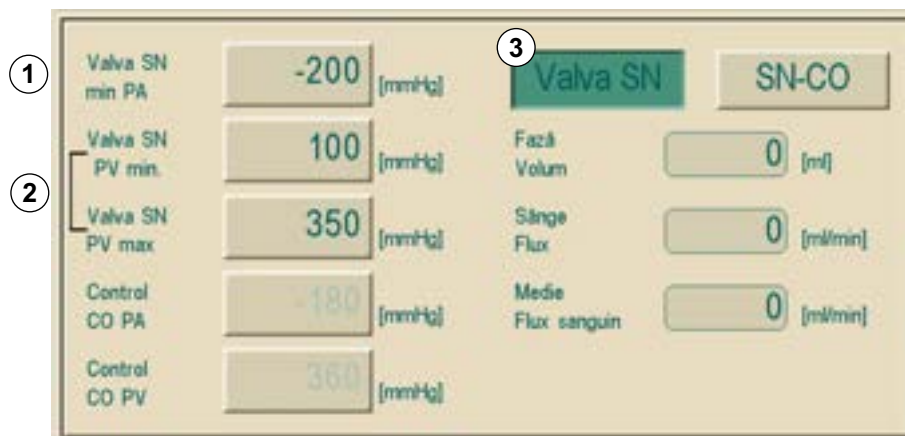 1
Valva SN
min PA
-200
[mmHg]
2
Valva SN
PV min.
100
[mmHg]
Valva SN
PV max
350
[mmHg]
Control
CO PA
-180
[mmHg]
Control
CO PV
360
[mmHg]
3
Valva SN
SN-CO
Fază
Volum
0
[ml]
Sânge
Flux
0
[ml/min]
Medie
Flux sanguin
0
[ml/min]